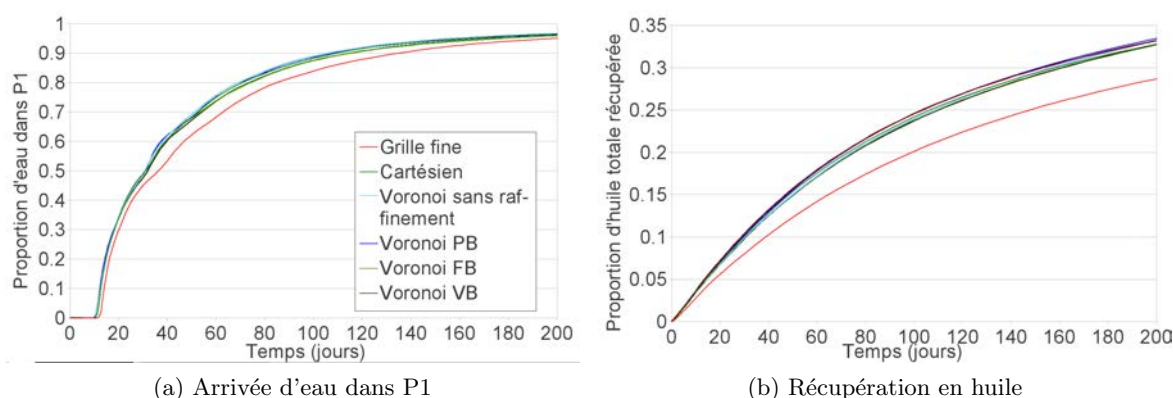 Proportion d'eau dans P1
1
0.9
0.8
0.7
0.6
0.5
0.4
0.3
0.2
0.1
0
0 20 40 60 80 100 120 140 160 180 200
Temps (jours)
Grille fine
Cartésien
Voronoi sans raf-
finement
Voronoi PB
Voronoi FB
Voronoi VB
(a) Arrivée d'eau dans P1
Proportion d'huile totale récupérée
0.35
0.3
0.25
0.2
0.15
0.1
0.05
0
0 20 40 60 80 100 120 140 160 180 200
Temps (jours)
(b) Récupération en huile